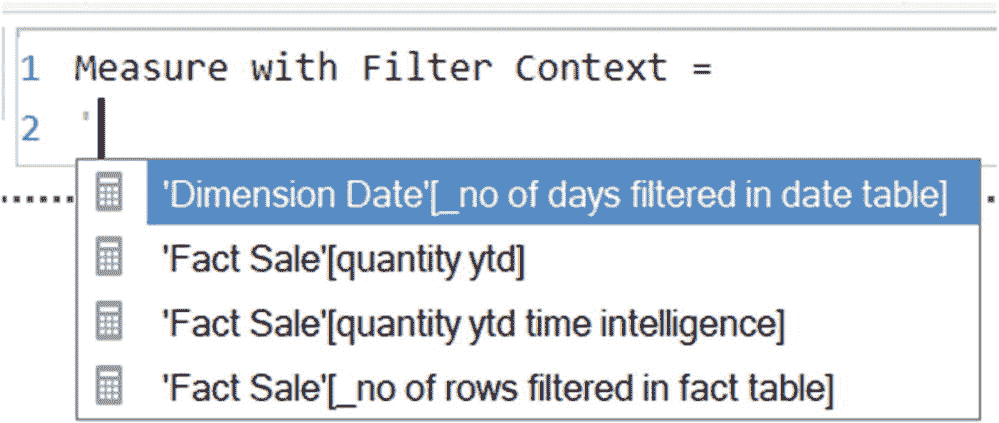 1 Measure with Filter Context =
2 '
'Dimension Date'[_no of days filtered in date table]
'Fact Sale'[quantity ytd]
'Fact Sale'[quantity ytd time intelligence]
'Fact Sale'[_no of rows filtered in fact table]